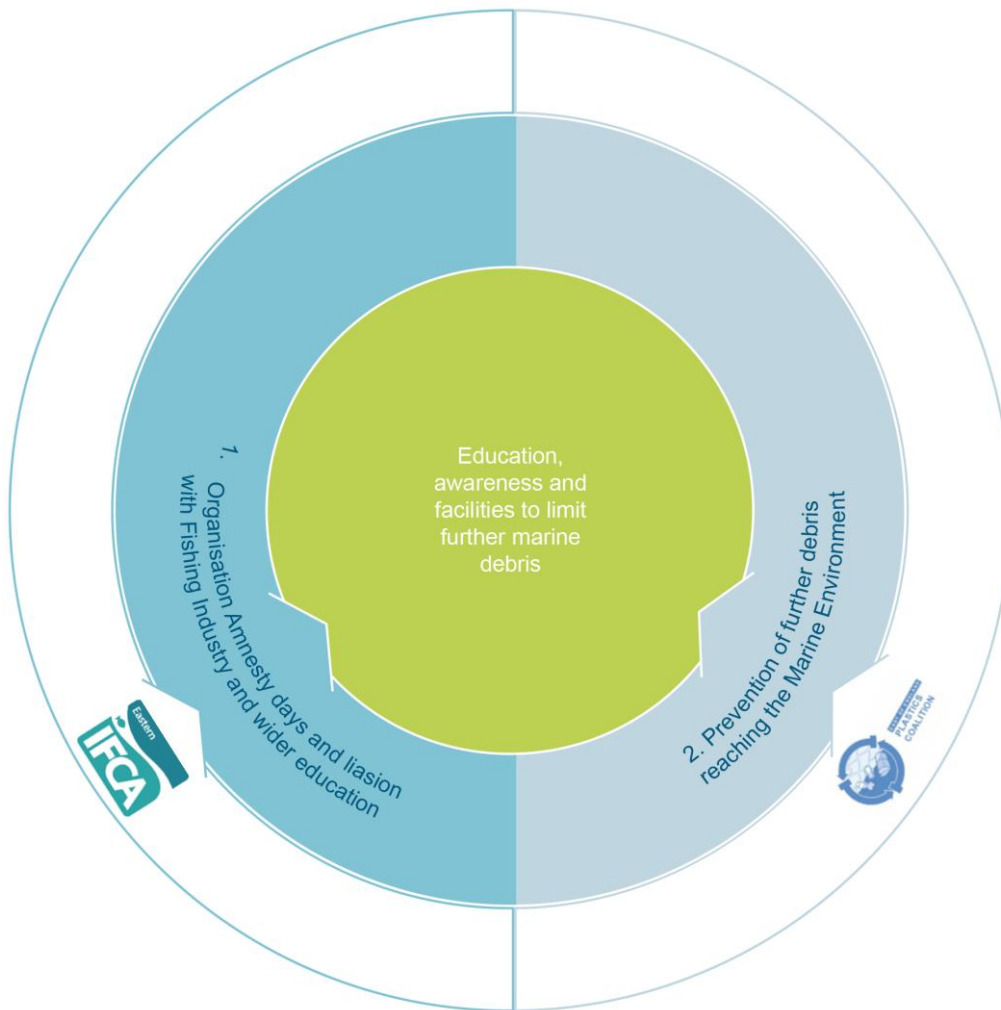 Education,
awareness and
facilities to limit
further marine
debris
1. Organisation Amnesty days and liasion
with Fishing Industry and wider education
2. Prevention of further debris
reaching the Marine Environment
Eastern
IFCA
PLASTICS
COALITION